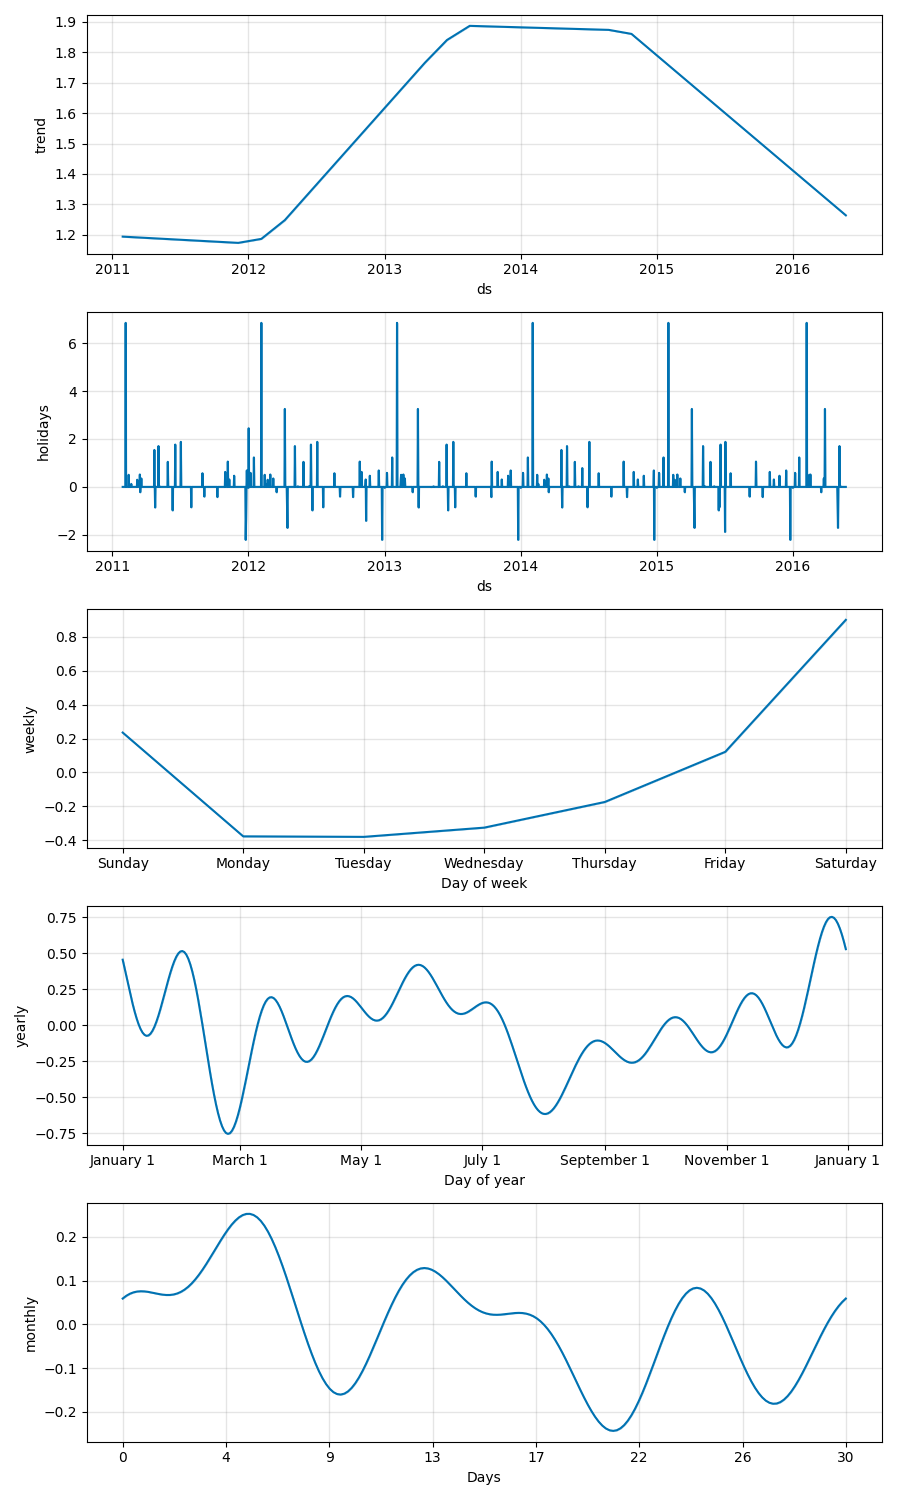 1.9
1.8
1.7
1.6
1.5
1.4
1.3
1.2
trend
2011 2012 2013 2014 2015 2016
ds
6
4
2
0
−2
holidays
2011 2012 2013 2014 2015 2016
ds
0.8
0.6
0.4
0.2
0.0
−0.2
−0.4
weekly
Sunday Monday Tuesday Wednesday Thursday Friday Saturday
Day of week
0.75
0.50
0.25
0.00
−0.25
−0.50
−0.75
yearly
January 1 March 1 May 1 July 1 September 1 November 1 January 1
Day of year
0.2
0.1
0.0
−0.1
−0.2
monthly
0 4 9 13 17 22 26 30
Days